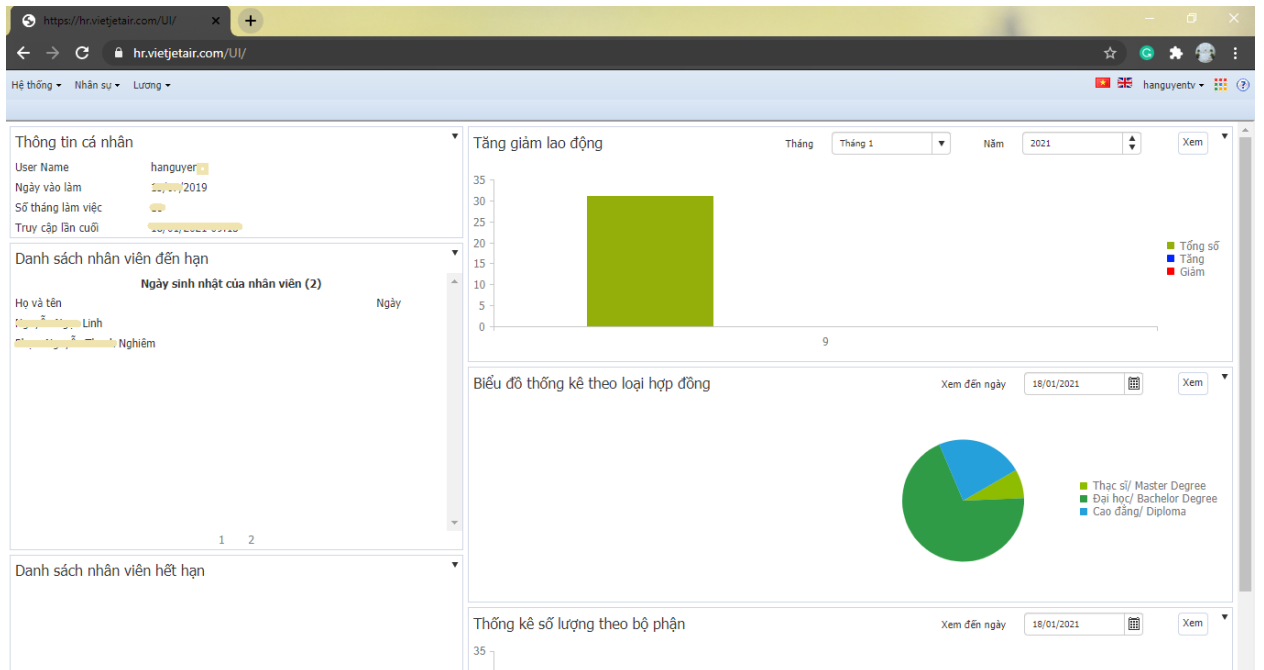 https://hr.vietjetair.com/UI/
hr.vietjetair.com/UI/
Hệ thống Nhân sự Lương
hanguyentv
Thông tin cá nhân
User Name hanguyer
Ngày vào làm /2019
Số tháng làm việc
Truy cập lần cuối
Danh sách nhân viên đến hạn
Ngày sinh nhật của nhân viên (2)
Họ và tên Ngày
Linh
Nghiêm
1 2
Danh sách nhân viên hết hạn
Tăng giảm lao động Tháng Tháng 1 Năm 2021 Xem
35
30
25
20
15
10
5
0
9
Tổng số
Tăng
Giảm
Biểu đồ thống kê theo loại hợp đồng Xem đến ngày 18/01/2021 Xem
Thạc sĩ/ Master Degree
Đại học/ Bachelor Degree
Cao đẳng/ Diploma
Thống kê số lượng theo bộ phận Xem đến ngày 18/01/2021 Xem
35